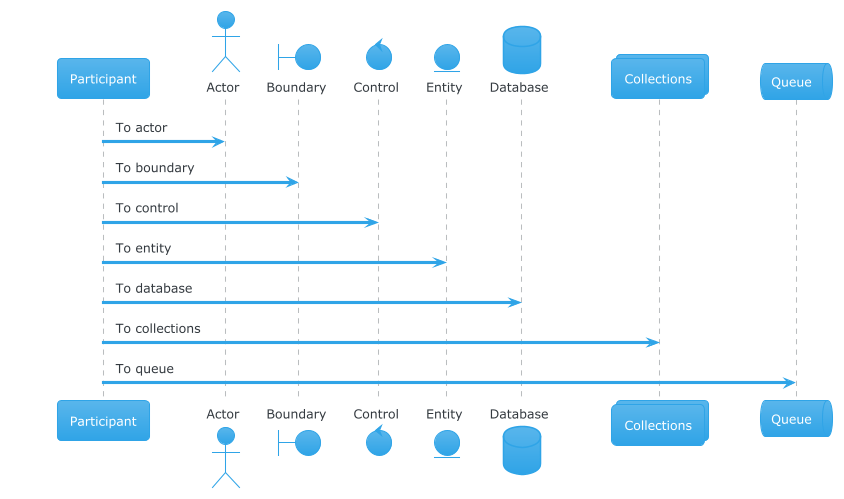 Participant
Actor
Boundary
Control
Entity
Database
Collections
Queue
To actor
To boundary
To control
To entity
To database
To collections
To queue
Participant
Actor
Boundary
Control
Entity
Database
Collections
Queue